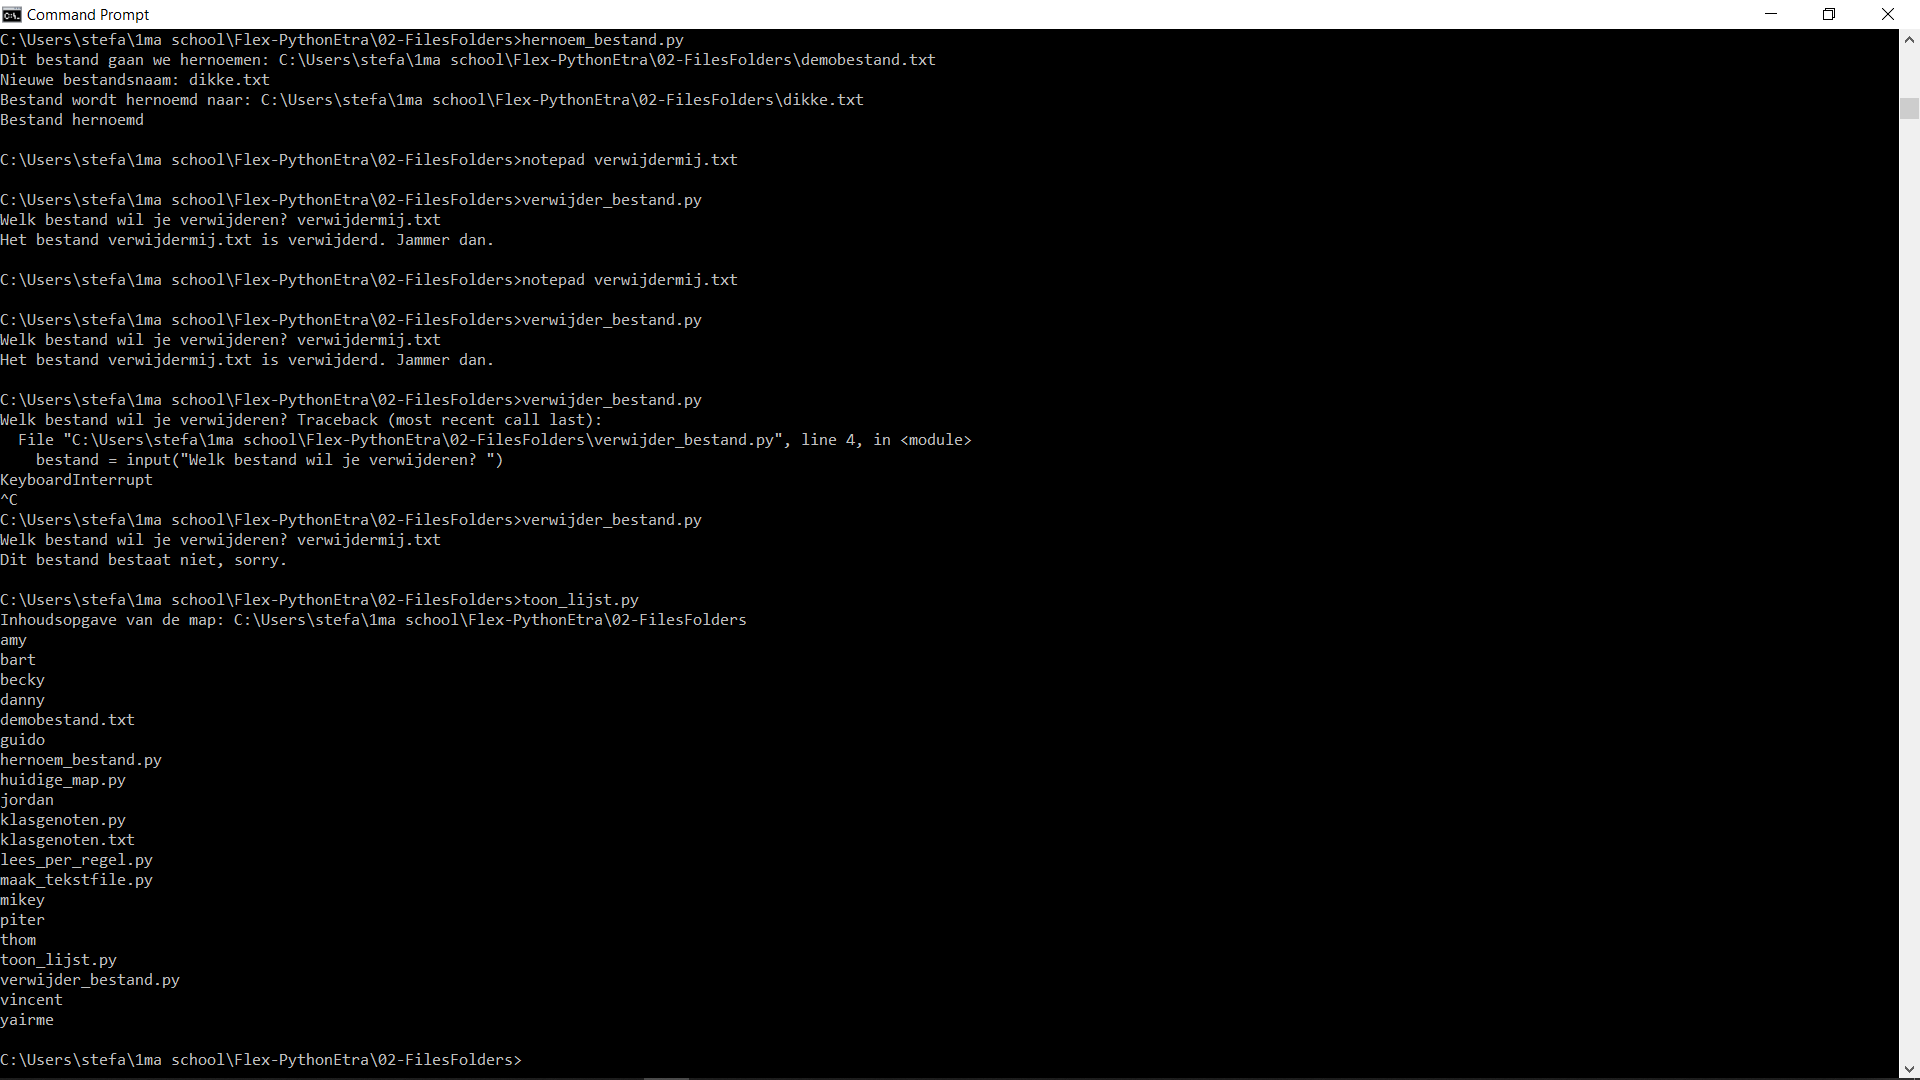 Command Prompt
C:\Users\stefa\1ma school\Flex-PythonEtra\02-FilesFolders>hernoem_bestand.py
Dit bestand gaan we hernoemen: C:\Users\stefa\1ma school\Flex-PythonEtra\02-FilesFolders\demobestand.txt
Nieuwe bestandsnaam: dikke.txt
Bestand wordt hernoemd naar: C:\Users\stefa\1ma school\Flex-PythonEtra\02-FilesFolders\dikke.txt
Bestand hernoemd
C:\Users\stefa\1ma school\Flex-PythonEtra\02-FilesFolders>notepad verwijdermij.txt
C:\Users\stefa\1ma school\Flex-PythonEtra\02-FilesFolders>verwijder_bestand.py
Welk bestand wil je verwijderen? verwijdermij.txt
Het bestand verwijdermij.txt is verwijderd. Jammer dan.
C:\Users\stefa\1ma school\Flex-PythonEtra\02-FilesFolders>notepad verwijdermij.txt
C:\Users\stefa\1ma school\Flex-PythonEtra\02-FilesFolders>verwijder_bestand.py
Welk bestand wil je verwijderen? verwijdermij.txt
Het bestand verwijdermij.txt is verwijderd. Jammer dan.
C:\Users\stefa\1ma school\Flex-PythonEtra\02-FilesFolders>verwijder_bestand.py
Welk bestand wil je verwijderen? Traceback (most recent call last):
  File "C:\Users\stefa\1ma school\Flex-PythonEtra\02-FilesFolders\verwijder_bestand.py", line 4, in <module>
    bestand = input("Welk bestand wil je verwijderen? ")
KeyboardInterrupt
^C
C:\Users\stefa\1ma school\Flex-PythonEtra\02-FilesFolders>verwijder_bestand.py
Welk bestand wil je verwijderen? verwijdermij.txt
Dit bestand bestaat niet, sorry.
C:\Users\stefa\1ma school\Flex-PythonEtra\02-FilesFolders>toon_lijst.py
Inhoudsopgave van de map: C:\Users\stefa\1ma school\Flex-PythonEtra\02-FilesFolders
amy
bart
becky
danny
demobestand.txt
guido
hernoem_bestand.py
huidige_map.py
jordan
klasgenoten.py
klasgenoten.txt
lees_per_regel.py
maak_tekstfile.py
mikey
piter
thom
toon_lijst.py
verwijder_bestand.py
vincent
yairme
C:\Users\stefa\1ma school\Flex-PythonEtra\02-FilesFolders>